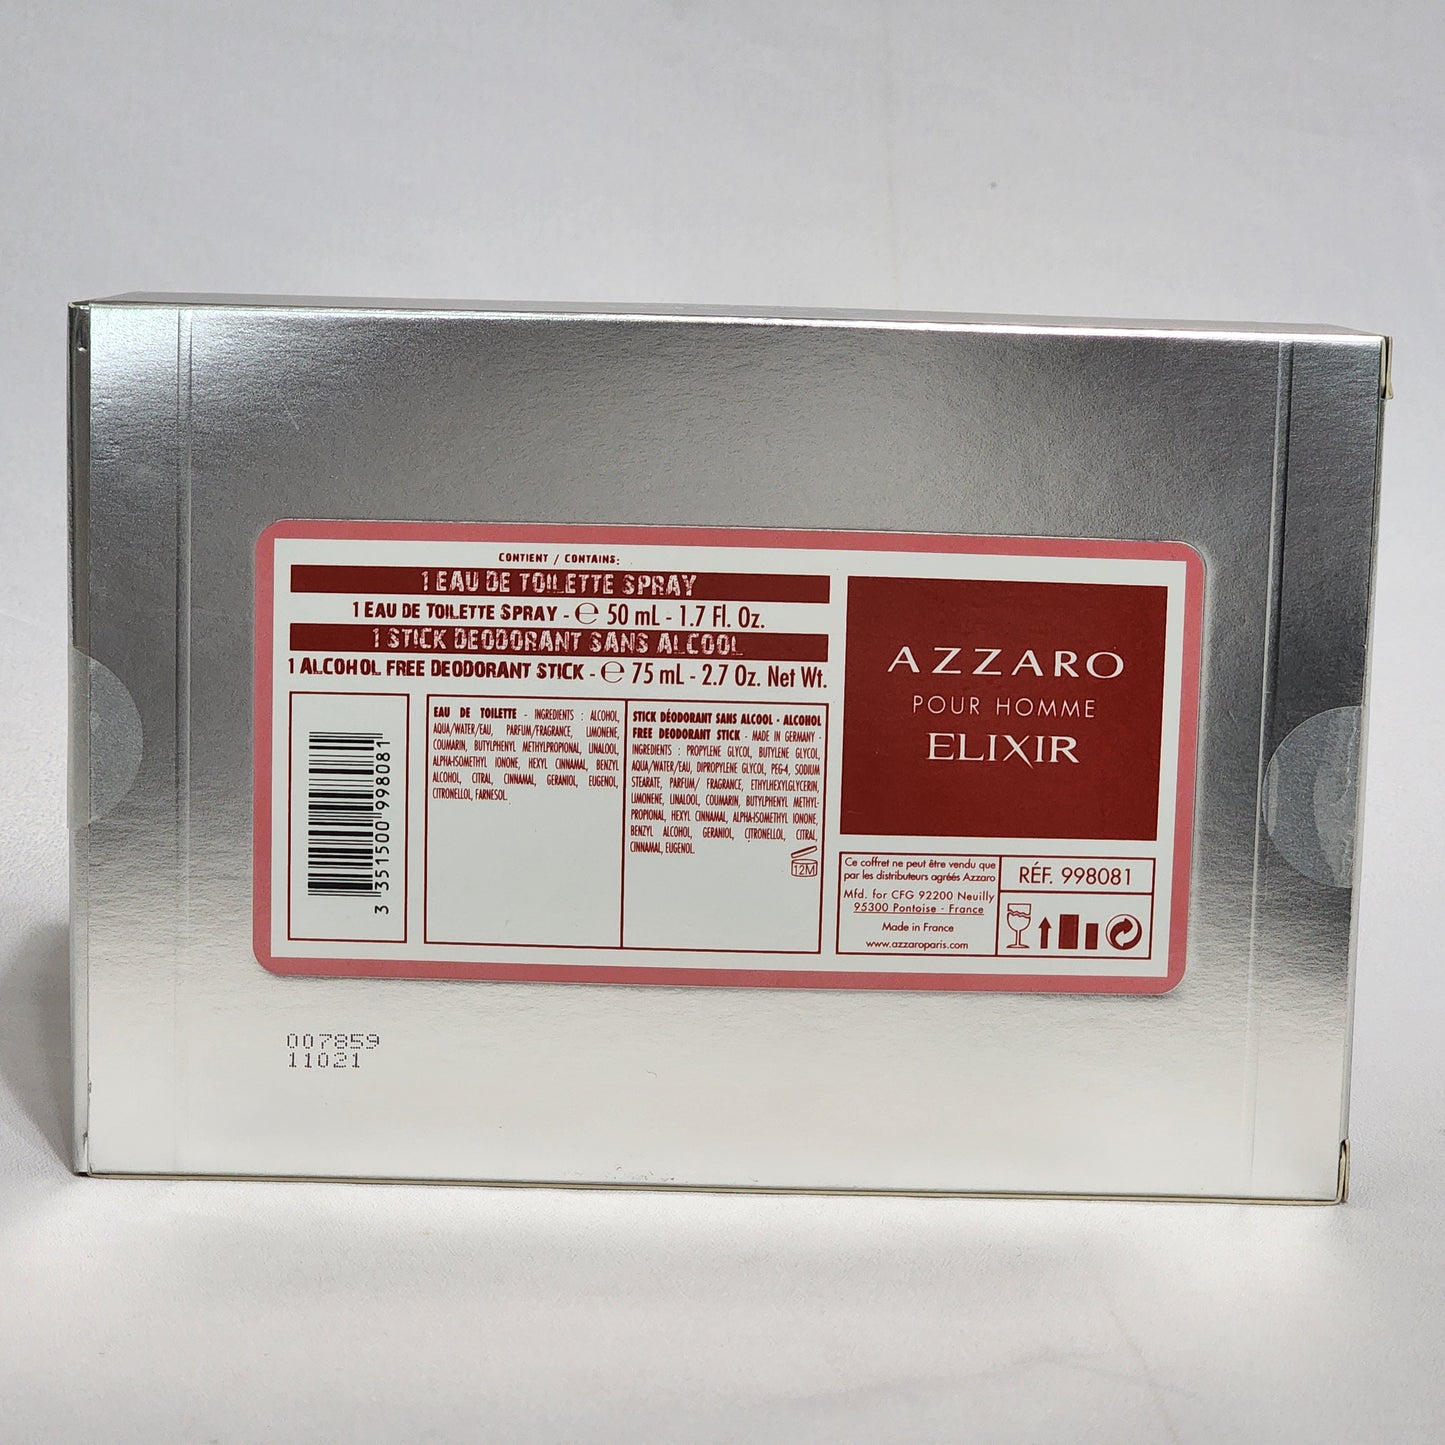 CONTIENT / CONTAINS:
1 EAU DE TOILETTE SPRAY
1 EAU DE TOILETTE SPRAY - ℮ 50 mL - 1.7 Fl. Oz.
1 STICK DEODORANT SANS ALCOOL
1 ALCOHOL FREE DEODORANT STICK - ℮ 75 mL - 2.7 Oz. Net Wt.
3 351500 998081
EAU DE TOILETTE - INGREDIENTS : ALCOHOL,
AQUA/WATER/EAU, PARFUM/FRAGRANCE, LIMONENE,
COUMARIN, BUTYLPHENYL METHYLPROPIONAL, LINALOOL,
ALPHA-ISOMETHYL IONONE, HEXYL CINNAMAL, BENZYL
ALCOHOL, CITRAL, CINNAMAL, GERANIOL, EUGENOL,
CITRONELLOL, FARNESOL.
STICK DÉODORANT SANS ALCOOL - ALCOHOL
FREE DEODORANT STICK - MADE IN GERMANY -
INGREDIENTS : PROPYLENE GLYCOL, BUTYLENE GLYCOL,
AQUA/WATER/EAU, DIPROPYLENE GLYCOL, PEG-4, SODIUM
STEARATE, PARFUM/ FRAGRANCE, ETHYLHEXYLGLYCERIN,
LIMONENE, LINALOOL, COUMARIN, BUTYLPHENYL METHYL-
PROPIONAL, HEXYL CINNAMAL, ALPHA-ISOMETHYL IONONE,
BENZYL ALCOHOL, GERANIOL, CITRONELLOL, CITRAL,
CINNAMAL, EUGENOL.
12M
AZZARO
POUR HOMME
ELIXIR
Ce coffret ne peut être vendu que
par les distributeurs agréés Azzaro
Mfd. for CFG 92200 Neuilly
95300 Pontoise - France
Made in France
www.azzaroparis.com
RÉF. 998081
007859
11021